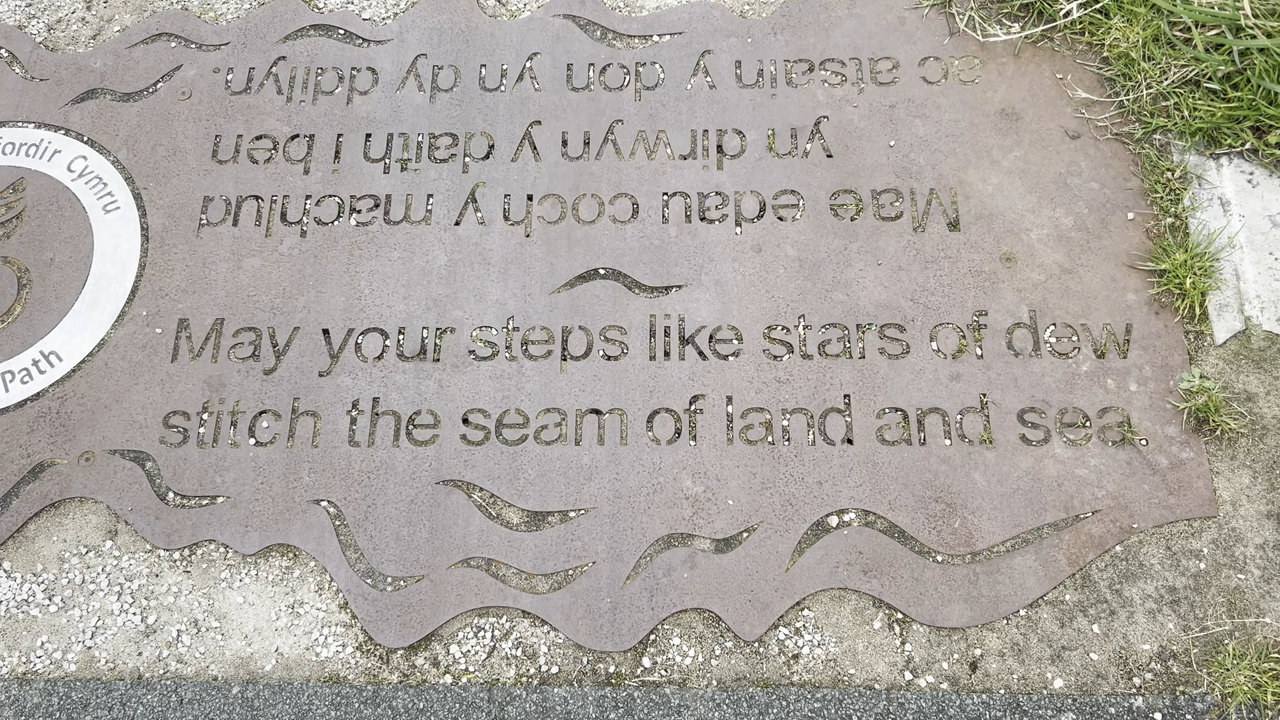 Mae edau coch y machlud
yn dirwyn y daith i ben
ac atsain y don yn dy ddilyn.
May your steps like stars of dew
stitch the seam of land and sea.
Cymru
Path